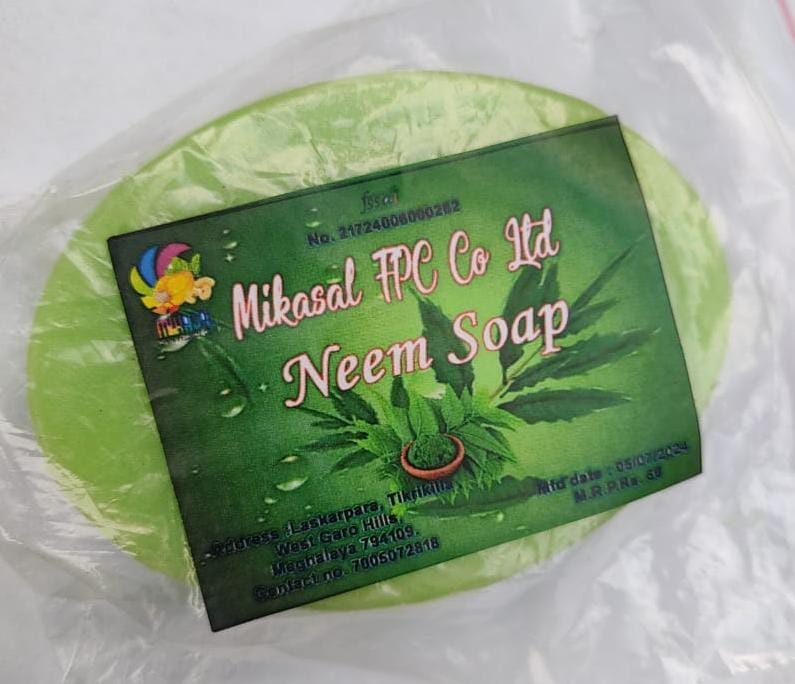 fssai
No. 21724006000262
Mikasal FPC Co Ltd
Neem Soap
Address :Laskarpara, Tikrikilla
West Garo Hills,
Meghalaya 794109.
Contact no. 7005072818
Mfd date : 05/07/2024
M.R.P.Rs.